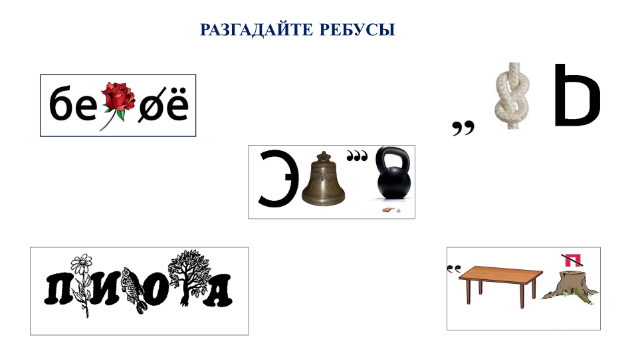 РАЗГАДАЙТЕ РЕБУСЫ
бе øё
,, Ь
Э ,,,
п и о а
,, п